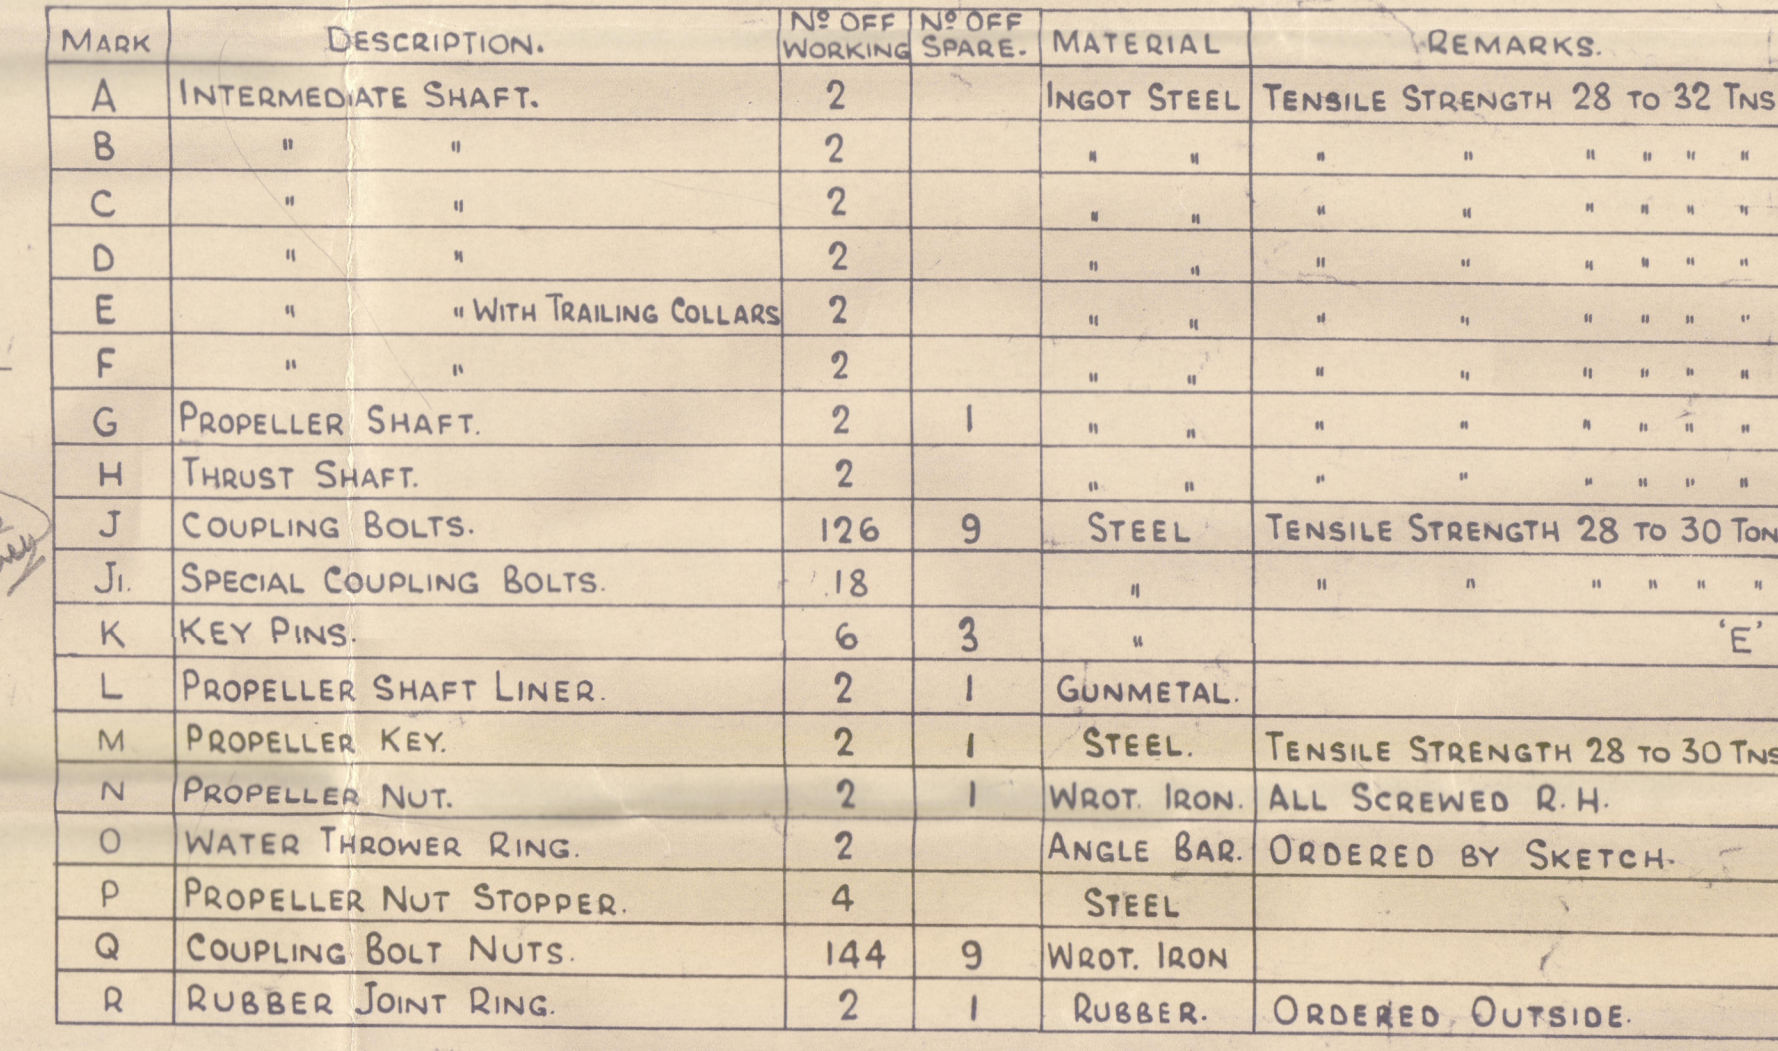 MARK DESCRIPTION. Nº OFF WORKING Nº OFF SPARE. MATERIAL REMARKS.
A INTERMEDIATE SHAFT. 2 INGOT STEEL TENSILE STRENGTH 28 TO 32 TNS
B " " 2 " " " " " " " "
C " " 2 " " " " " " " "
D " " 2 " " " " " " " "
E " " WITH TRAILING COLLARS 2 " " " " " " " "
F " " 2 " " " " " " " "
G PROPELLER SHAFT. 2 1 " " " " " " " "
H THRUST SHAFT. 2 " " " " " " " "
J COUPLING BOLTS. 126 9 STEEL TENSILE STRENGTH 28 TO 30 TON
J1. SPECIAL COUPLING BOLTS. 18 " " " " " " "
K KEY PINS. 6 3 " 'E'
L PROPELLER SHAFT LINER. 2 1 GUNMETAL.
M PROPELLER KEY. 2 1 STEEL. TENSILE STRENGTH 28 TO 30 TNS
N PROPELLER NUT. 2 1 WROT. IRON. ALL SCREWED R.H.
O WATER THROWER RING. 2 ANGLE BAR. ORDERED BY SKETCH.
P PROPELLER NUT STOPPER. 4 STEEL
Q COUPLING BOLT NUTS. 144 9 WROT. IRON
R RUBBER JOINT RING. 2 1 RUBBER. ORDERED OUTSIDE.